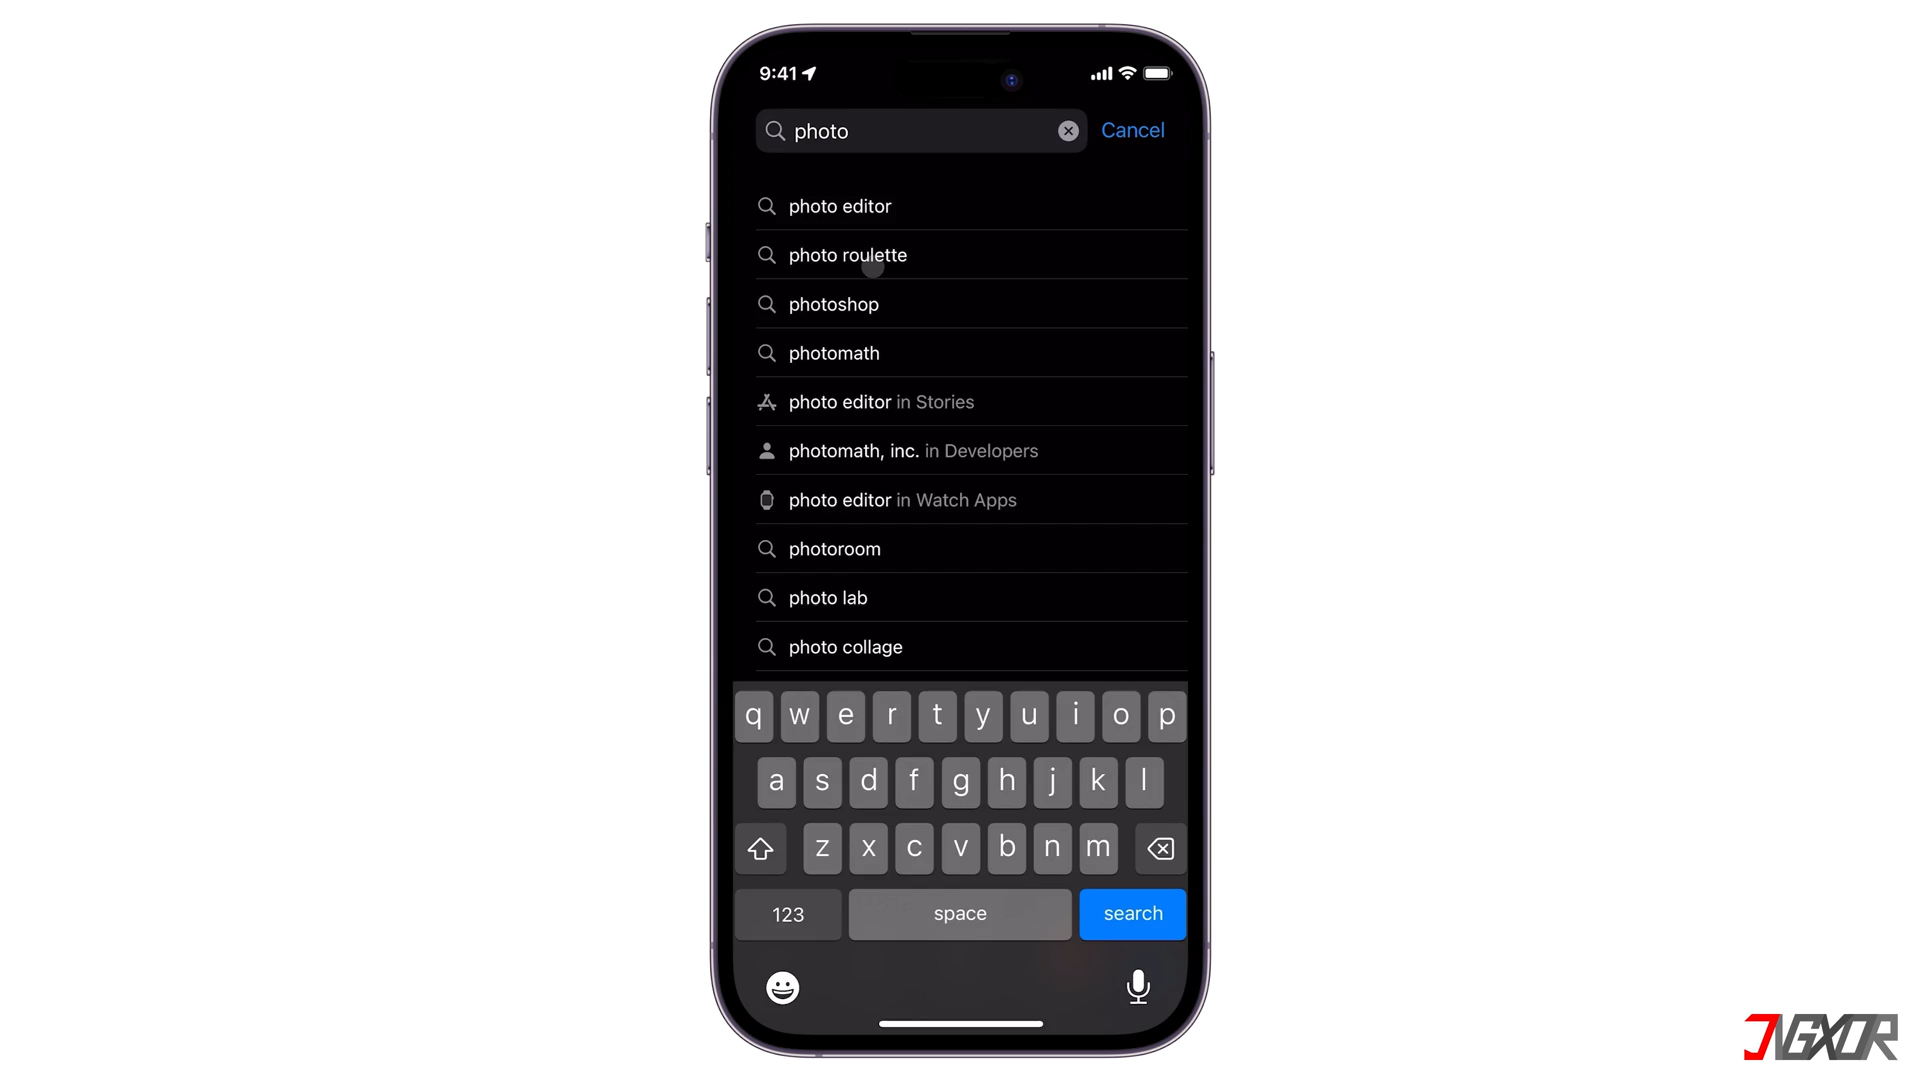 9:41
photo
Cancel
photo editor
photo roulette
photoshop
photomath
photo editor in Stories
photomath, inc. in Developers
photo editor in Watch Apps
photoroom
photo lab
photo collage
q w e r t y u i o p
a s d f g h j k l
z x c v b n m
123 space search
JVGXOR